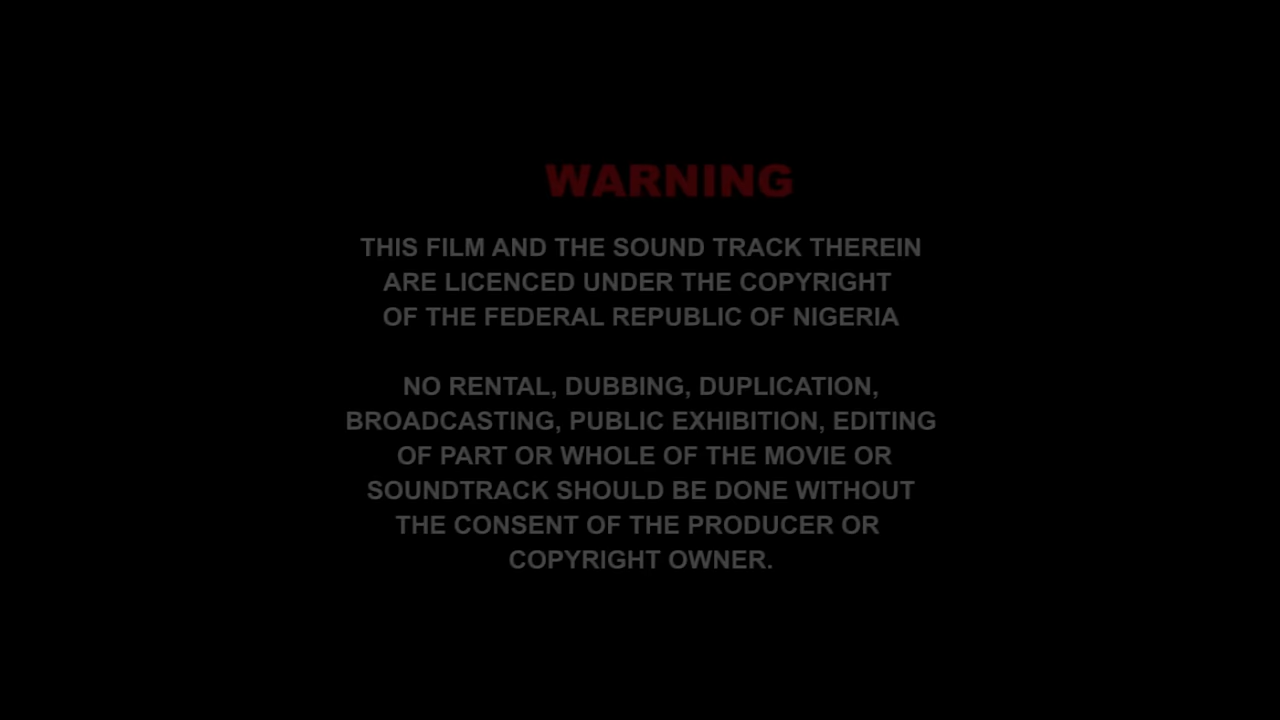 WARNING
THIS FILM AND THE SOUND TRACK THEREIN
ARE LICENCED UNDER THE COPYRIGHT
OF THE FEDERAL REPUBLIC OF NIGERIA
NO RENTAL, DUBBING, DUPLICATION,
BROADCASTING, PUBLIC EXHIBITION, EDITING
OF PART OR WHOLE OF THE MOVIE OR
SOUNDTRACK SHOULD BE DONE WITHOUT
THE CONSENT OF THE PRODUCER OR
COPYRIGHT OWNER.